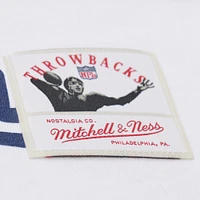 THROWBACKS
NFL
NOSTALGIA CO.
Mitchell & Ness
PHILADELPHIA, PA.